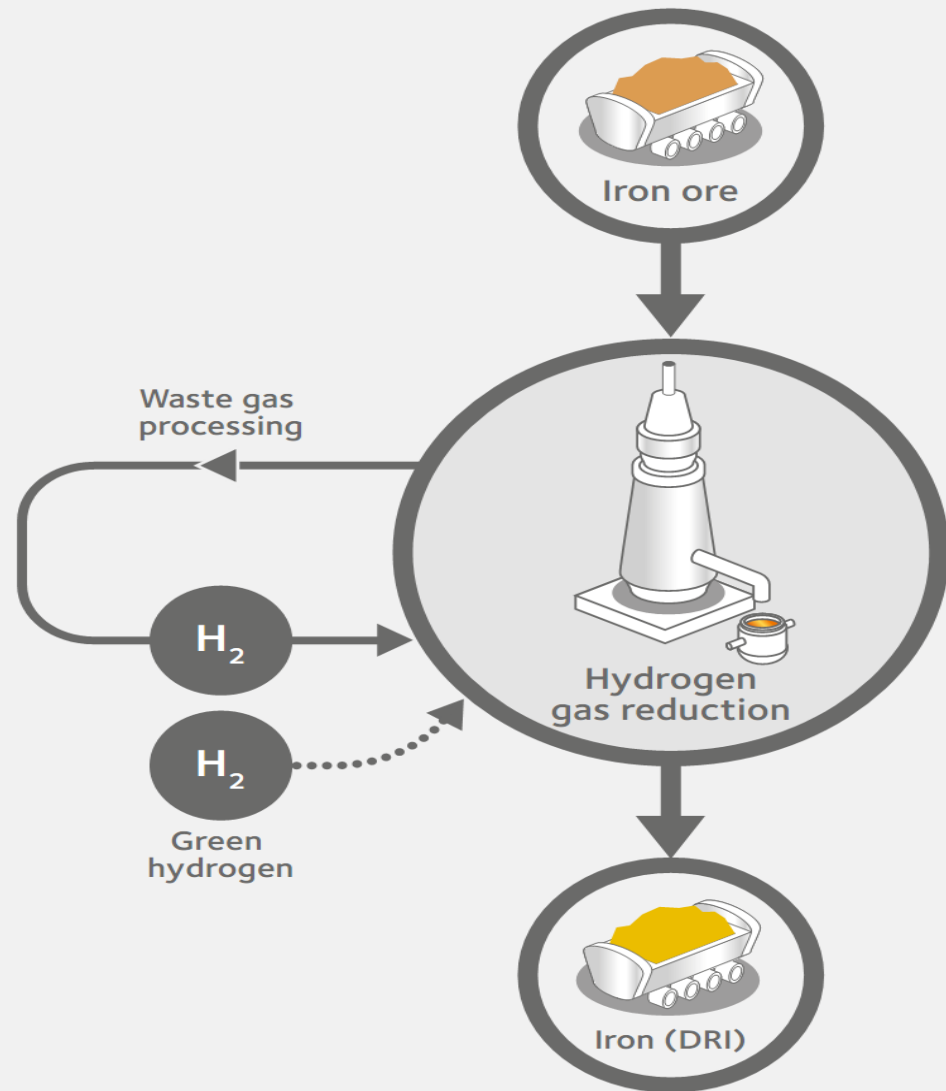 Iron ore
Waste gas
processing
H₂
Hydrogen
gas reduction
H₂
Green
hydrogen
Iron (DRI)